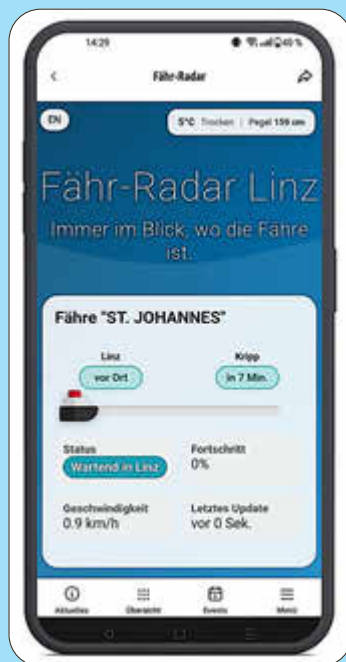 14:29
49 %
Fähr-Radar
EN
5°C Trocken | Pegel 159 cm
Fähr-Radar Linz
Immer im Blick, wo die Fähre
ist.
Fähre "ST. JOHANNES"
Linz
Kripp
vor Ort
in 7 Min.
Status
Fortschritt
Wartend in Linz
0%
Geschwindigkeit
Letztes Update
0.9 km/h
vor 0 Sek.
Aktuelles
Übersicht
Events
Menü